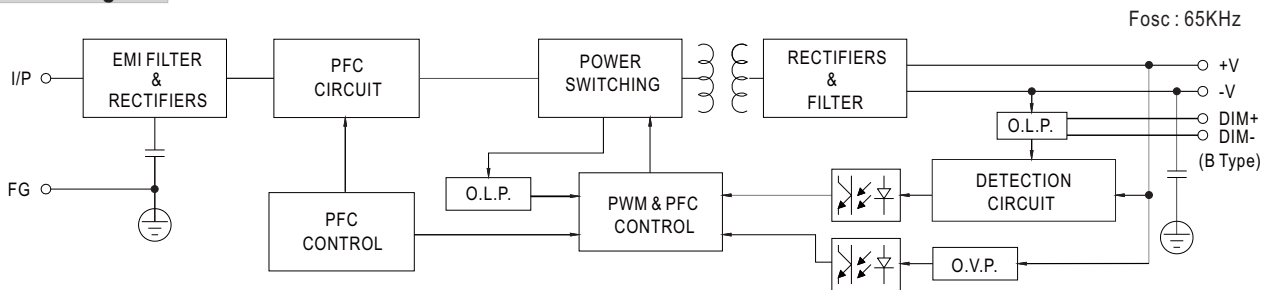 Fosc : 65KHz
I/P
EMI FILTER
&
RECTIFIERS
PFC
CIRCUIT
POWER
SWITCHING
RECTIFIERS
&
FILTER
+V
-V
DIM+
DIM-
(B Type)
O.L.P.
FG
O.L.P.
PFC
CONTROL
PWM & PFC
CONTROL
DETECTION
CIRCUIT
O.V.P.